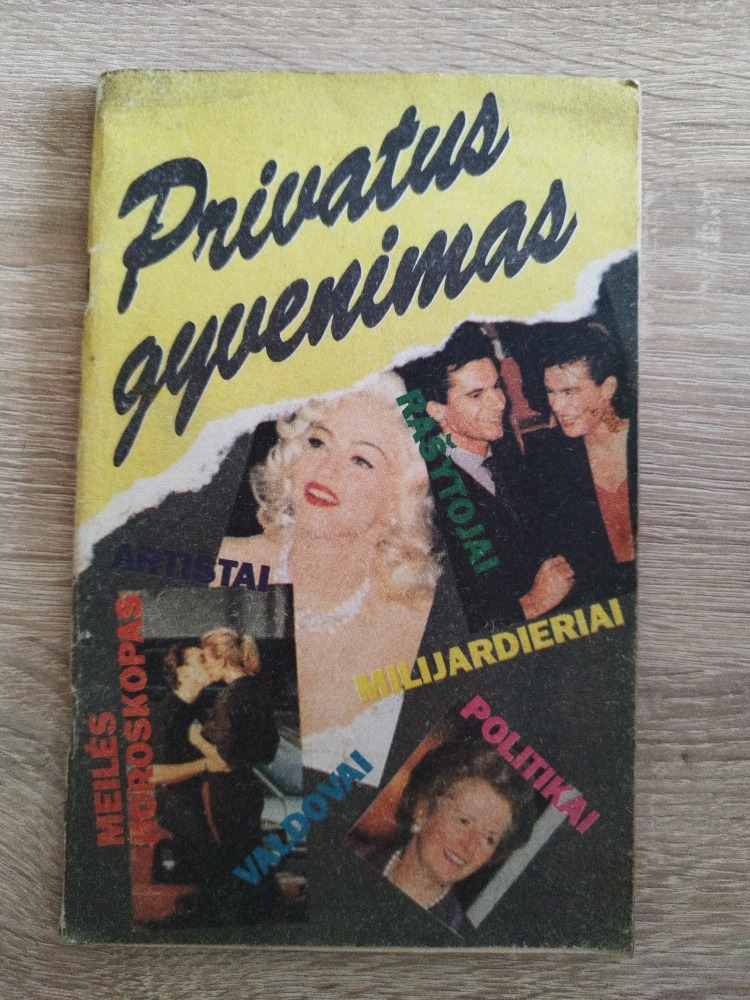 Privatus
gyvenimas
RAŠYTOJAI
ARTISTAI
MILIJARDIERIAI
MEILĖS
HOROSKOPAS
POLITIKAI
VALDOVAI